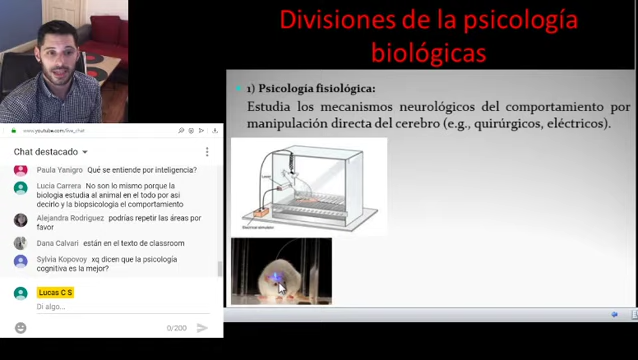 Divisiones de la psicología
biológicas
1) Psicología fisiológica:
Estudia los mecanismos neurológicos del comportamiento por
manipulación directa del cerebro (e.g., quirúrgicos, eléctricos).
www.youtube.com/live_chat
Chat destacado
Paula Yanigro Qué se entiende por inteligencia?
Lucía Carrera No son lo mismo porque la
biologia estudia al animal en el todo por asi
decirlo y la biopsicologia el comportamiento
Alejandra Rodriguez podrías repetir las áreas por
favor
Dana Calvari están en el texto de classroom
Sylvia Kopovoy xq dicen que la psicología
cognitiva es la mejor?
Lucas C S
Di algo...
0/200